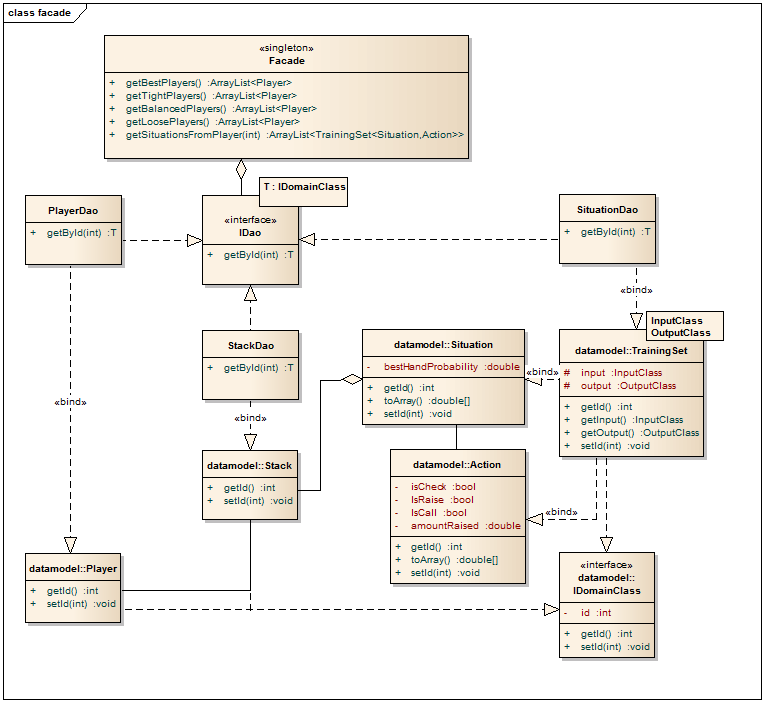 class facade
«singleton»
Facade
+ getBestPlayers() :ArrayList<Player>
+ getTightPlayers() :ArrayList<Player>
+ getBalancedPlayers() :ArrayList<Player>
+ getLoosePlayers() :ArrayList<Player>
+ getSituationsFromPlayer(int) :ArrayList<TrainingSet<Situation,Action>>
T : IDomainClass
PlayerDao
+ getById(int) :T
«interface»
IDao
+ getById(int) :T
SituationDao
+ getById(int) :T
«bind»
InputClass
OutputClass
StackDao
+ getById(int) :T
datamodel::Situation
- bestHandProbability :double
+ getId() :int
+ toArray() :double[]
+ setId(int) :void
«bind»
datamodel::TrainingSet
# input :InputClass
# output :OutputClass
+ getId() :int
+ getInput() :InputClass
+ getOutput() :OutputClass
+ setId(int) :void
«bind»
«bind»
datamodel::Stack
+ getId() :int
+ setId(int) :void
datamodel::Action
- isCheck :bool
- IsRaise :bool
- IsCall :bool
- amountRaised :double
+ getId() :int
+ toArray() :double[]
+ setId(int) :void
«bind»
datamodel::Player
+ getId() :int
+ setId(int) :void
«interface»
datamodel::
IDomainClass
- id :int
+ getId() :int
+ setId(int) :void